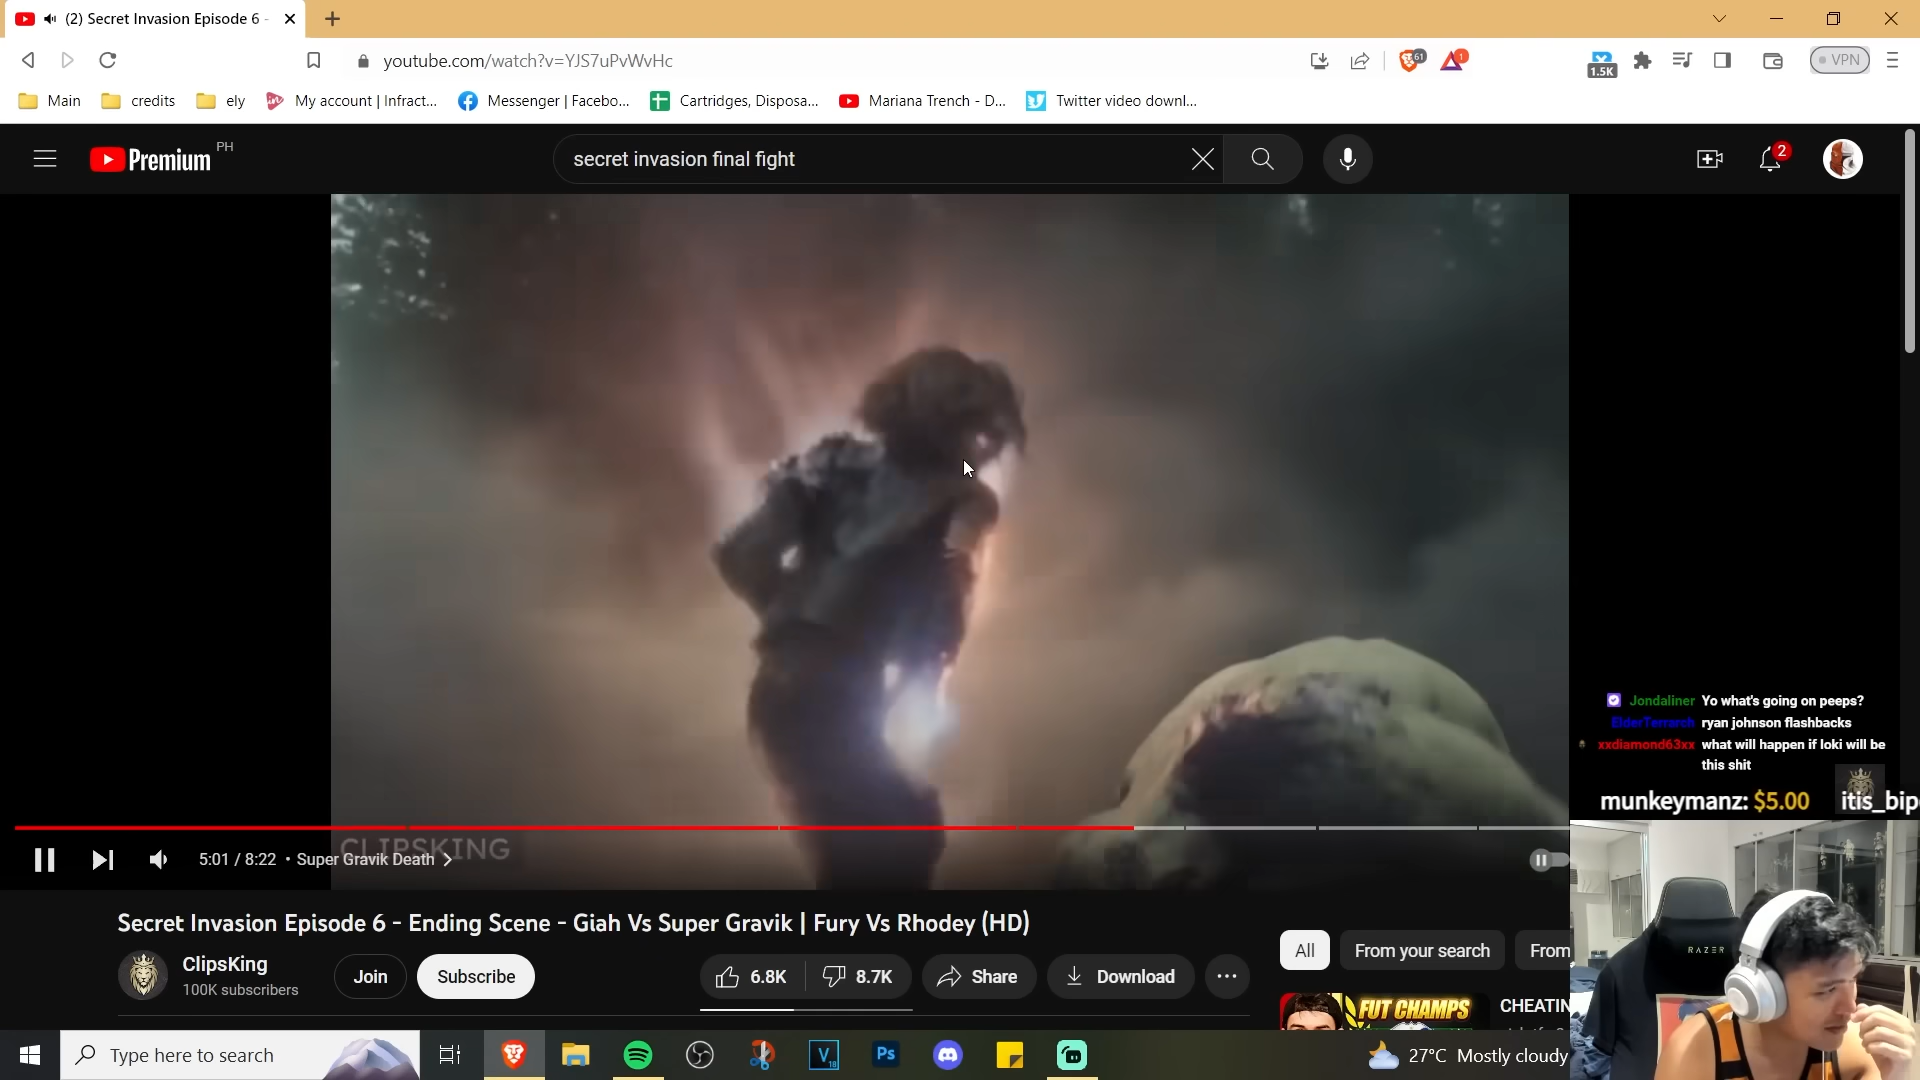 (2) Secret Invasion Episode 6 -
youtube.com/watch?v=YJS7uPvWvHc
61
1
1.5K
VPN
Main
credits
ely
My account | Infract...
Messenger | Facebo...
Cartridges, Disposa...
Mariana Trench - D...
Twitter video downl...
Premium
PH
secret invasion final fight
2
Jondaliner Yo what's going on peeps?
ElderTerrarch ryan johnson flashbacks
xxdiamond63xx what will happen if loki will be
this shit
munkeymanz: $5.00
itis_bip
CLIPSKING
5:01 / 8:22 • Super Gravik Death
Secret Invasion Episode 6 - Ending Scene - Giah Vs Super Gravik | Fury Vs Rhodey (HD)
ClipsKing
100K subscribers
Join
Subscribe
6.8K
8.7K
Share
Download
All
From your search
From
FUT CHAMPS
CHEATIN
RAZER
Type here to search
V
18
Ps
27°C Mostly cloudy